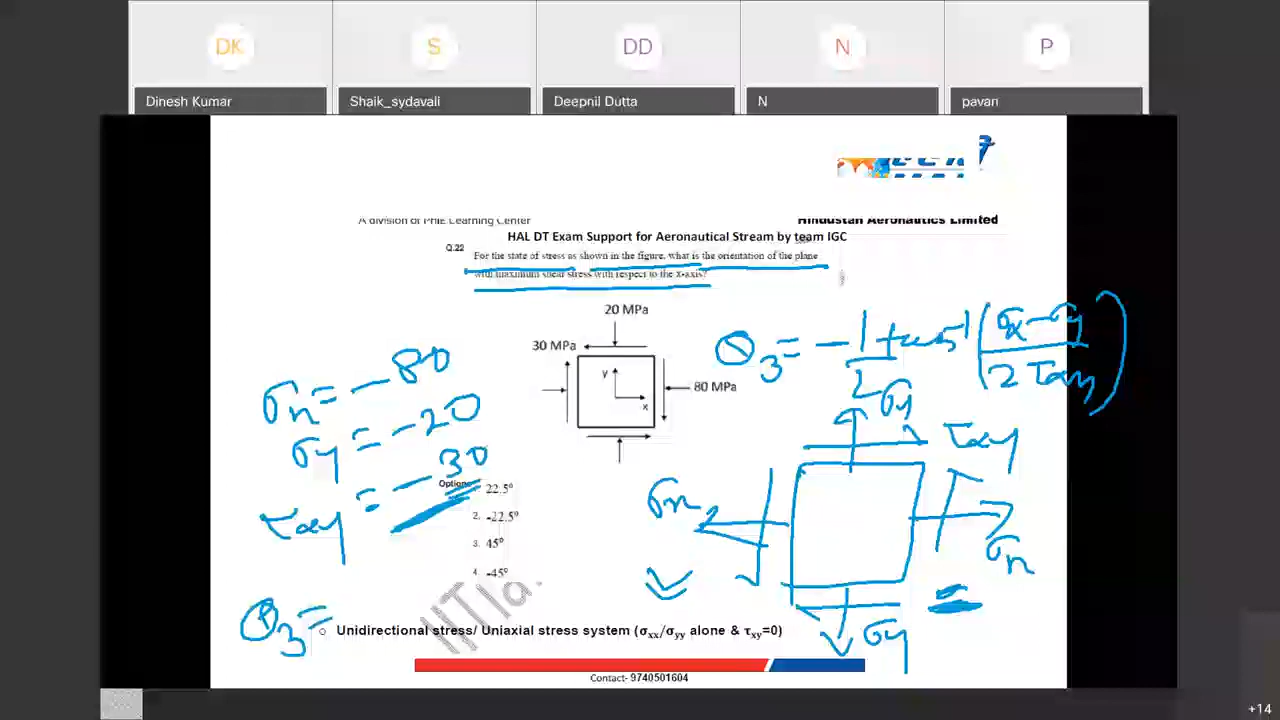 DK S DD N P
Dinesh Kumar Shaik_sydavali Deepnil Dutta N pavan
A division of PHIE Learning Center Hindustan Aeronautics Limited
HAL DT Exam Support for Aeronautical Stream by team IGC
Q.22 For the state of stress as shown in the figure, what is the orientation of the plane
with maximum shear stress with respect to the x-axis?
20 MPa
30 MPa
80 MPa
y
x
θ3 = -1/2 tan-1 (σx-σy / 2 τxy)
σx = -80
σy = -20
τxy = -30
σy
τxy
σx
σx
σy
Options
22.5°
2. -22.5°
3. 45°
4. -45°
θ3 =
○ Unidirectional stress/ Uniaxial stress system (σxx/σyy alone & τxy=0)
Contact- 9740501604
+14